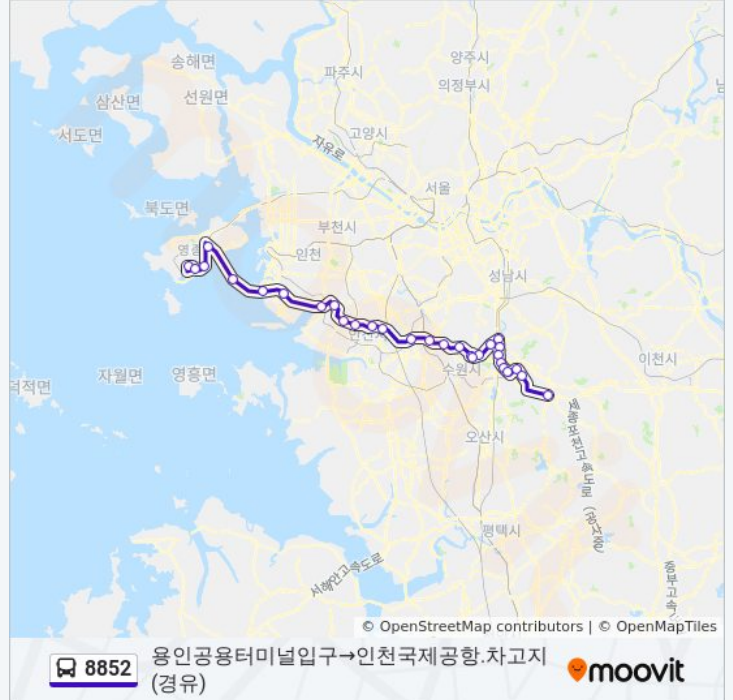 송해면
양주시
파주시
의정부시
삼산면
선원면
서도면
고양시
자유로
서울
북도면
부천시
인천
성남시
이천시
수원시
덕적면
자월면
영흥면
오산시
평택시
서해안고속도로
© OpenStreetMap contributors | © OpenMapTiles
8852
용인공용터미널입구→인천국제공항.차고지
(경유)
moovit